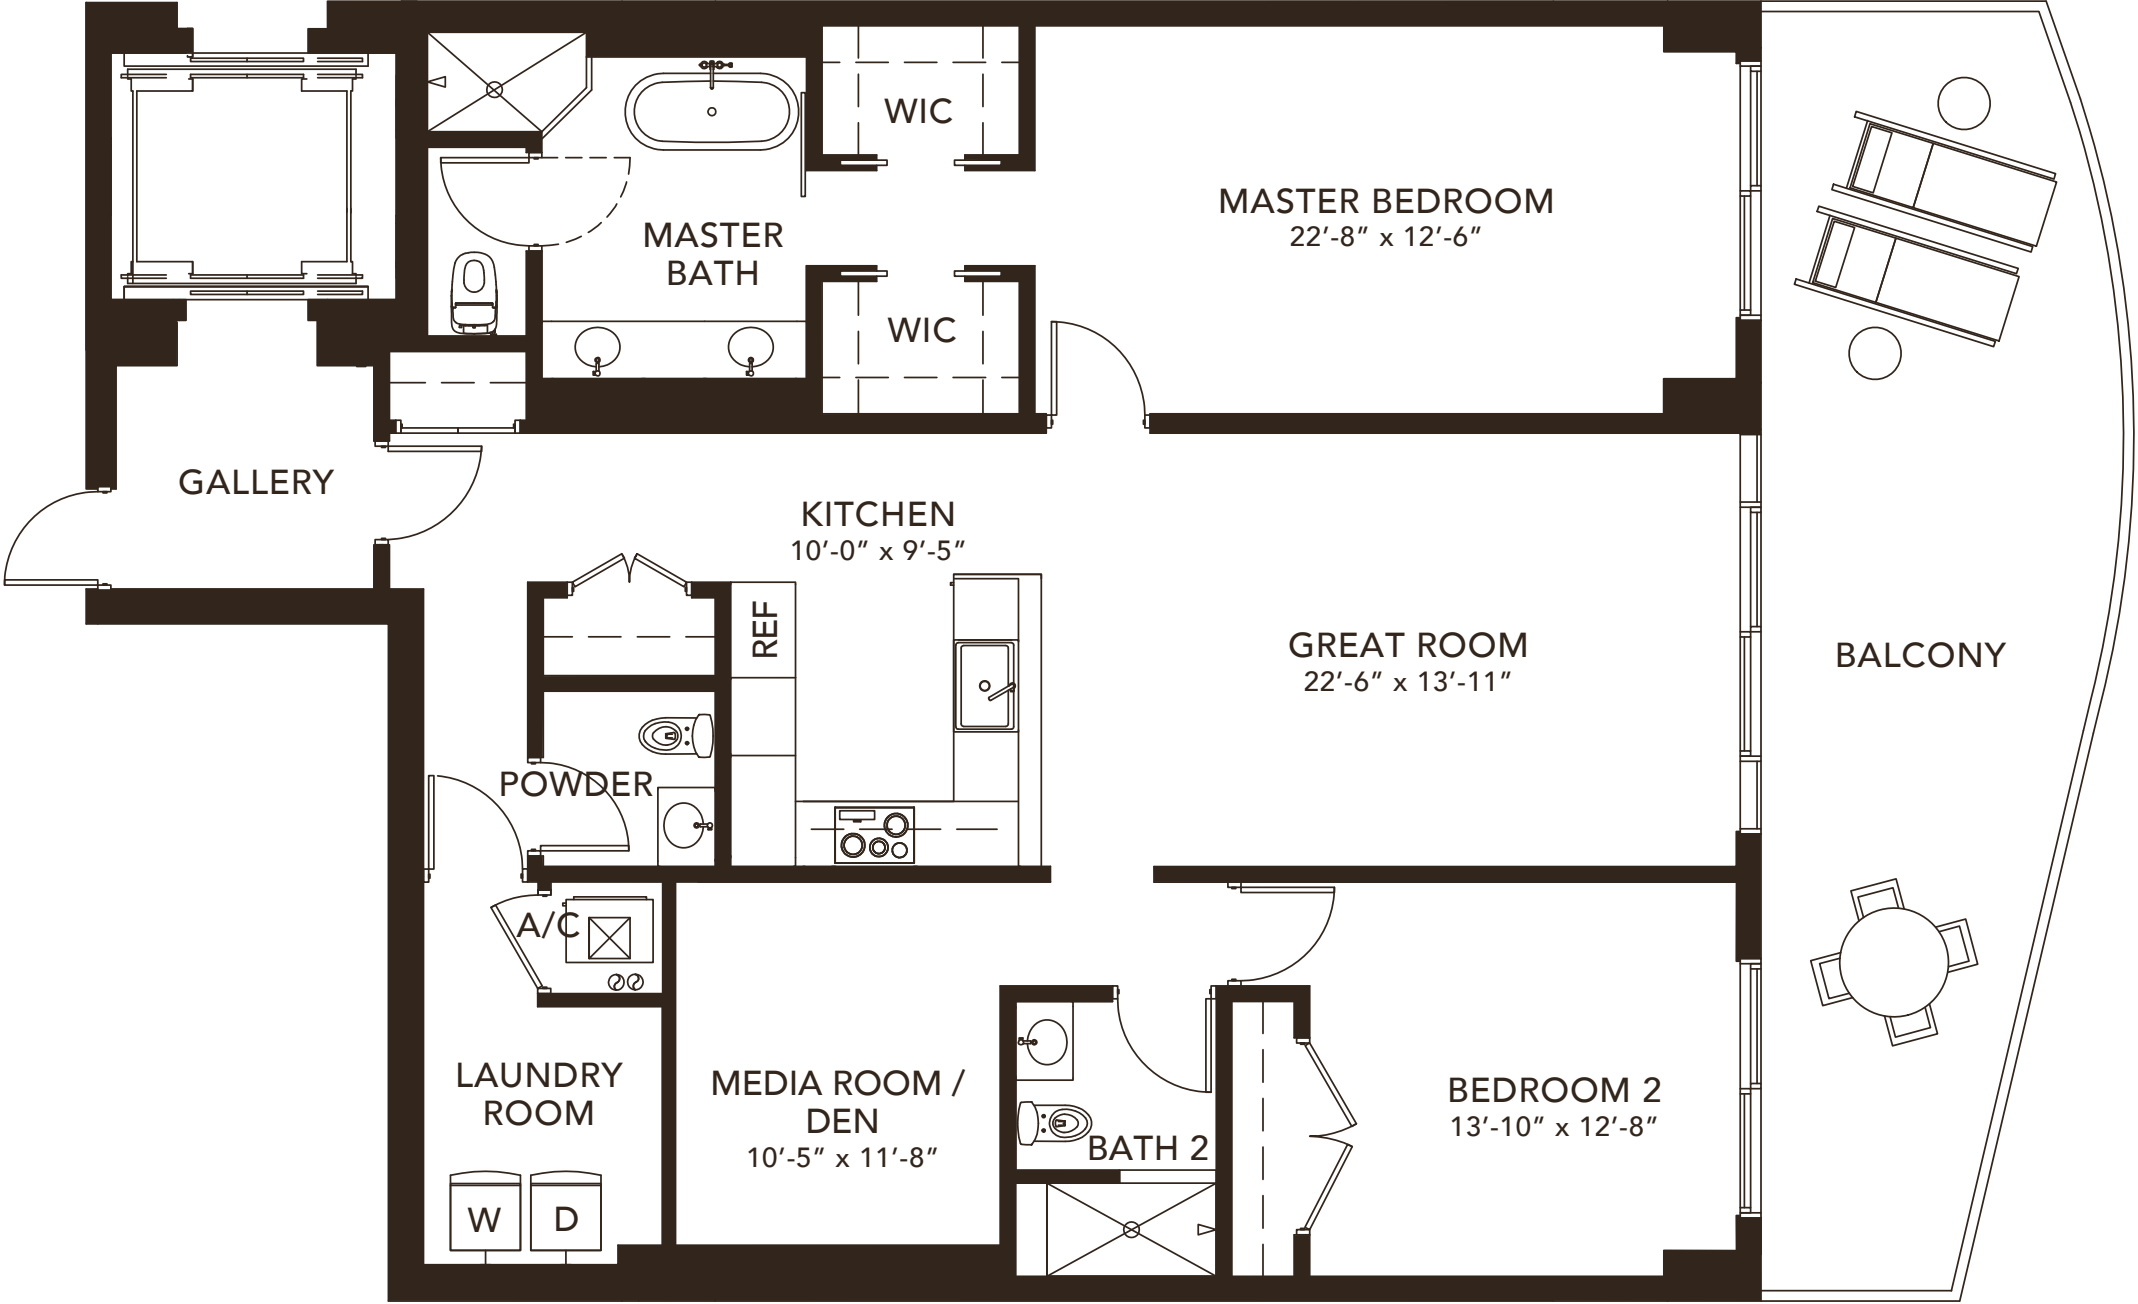 WIC
MASTER BEDROOM
22'-8" x 12'-6"
MASTER
BATH
WIC
GALLERY
KITCHEN
10'-0" x 9'-5"
REF
GREAT ROOM
22'-6" x 13'-11"
BALCONY
POWDER
A/C
LAUNDRY
ROOM
MEDIA ROOM /
DEN
10'-5" x 11'-8"
BATH 2
BEDROOM 2
13'-10" x 12'-8"
W
D